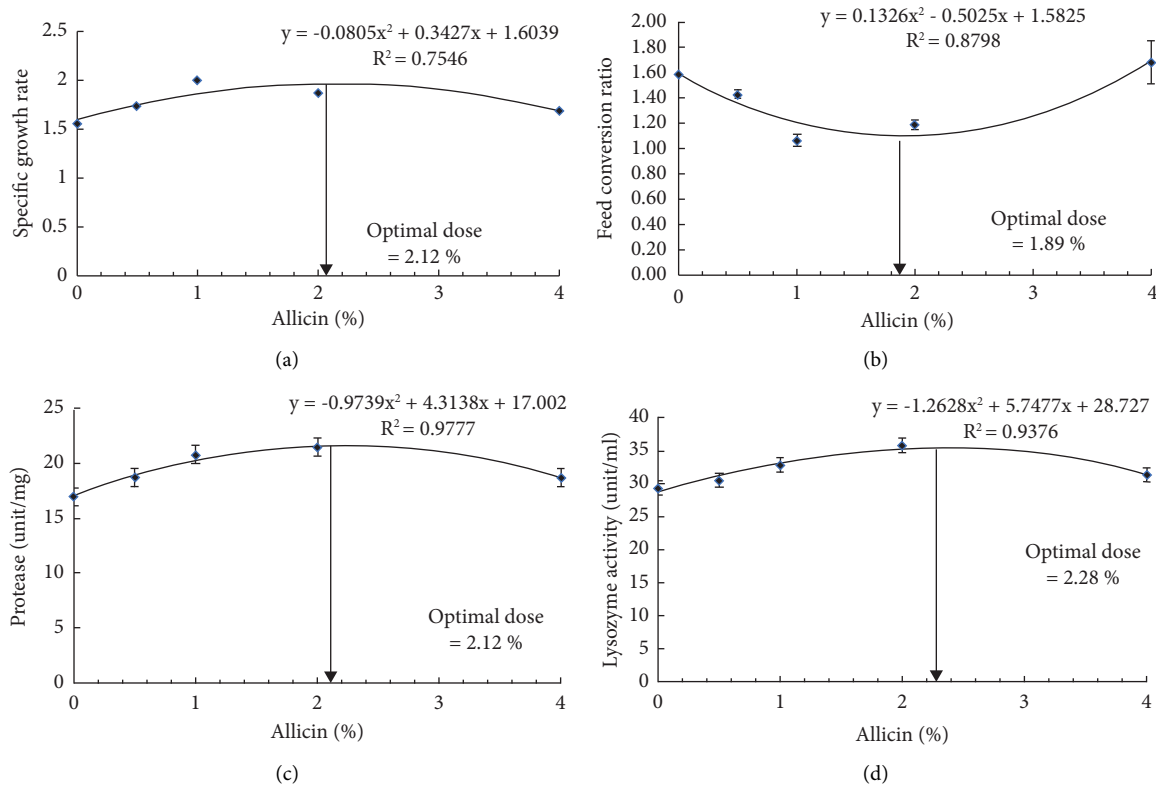 y = -0.0805x² + 0.3427x + 1.6039
R² = 0.7546
2.5
2
1.5
1
0.5
0
Specific growth rate
Optimal dose
= 2.12 %
0 1 2 3 4
Allicin (%)
(a)
y = 0.1326x² - 0.5025x + 1.5825
R² = 0.8798
2.00
1.80
1.60
1.40
1.20
1.00
0.80
0.60
0.40
0.20
0.00
Feed conversion ratio
Optimal dose
= 1.89 %
0 1 2 3 4
Allicin (%)
(b)
y = -0.9739x² + 4.3138x + 17.002
R² = 0.9777
25
20
15
10
5
0
Protease (unit/mg)
Optimal dose
= 2.12 %
0 1 2 3 4
Allicin (%)
(c)
y = -1.2628x² + 5.7477x + 28.727
R² = 0.9376
40
35
30
25
20
15
10
5
0
Lysozyme activity (unit/ml)
Optimal dose
= 2.28 %
0 1 2 3 4
Allicin (%)
(d)